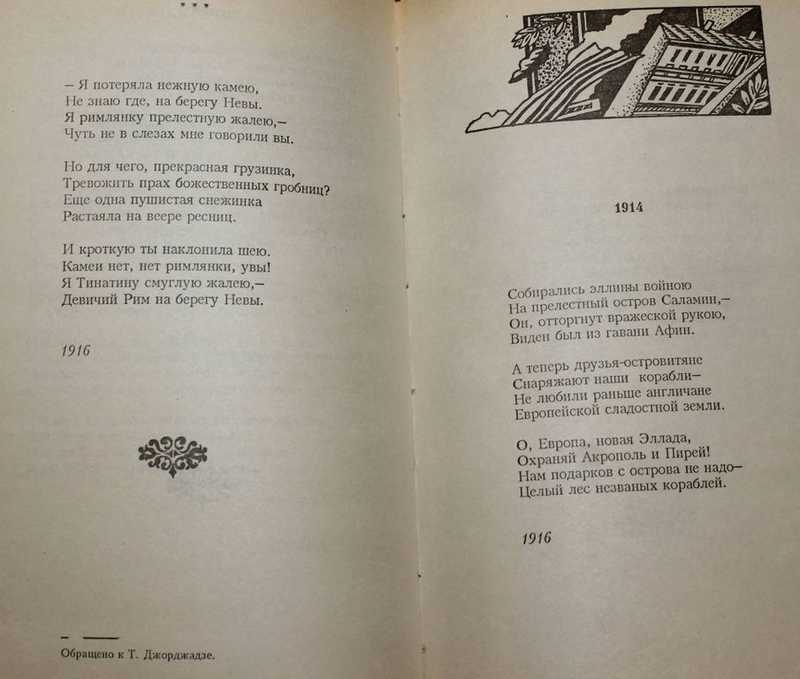 * * *
— Я потеряла нежную камею,
Не знаю где, на берегу Невы.
Я римлянку прелестную жалею,—
Чуть не в слезах мне говорили вы.
Но для чего, прекрасная грузинка,
Тревожить прах божественных гробниц?
Еще одна пушистая снежинка
Растаяла на веере ресниц.
И кроткую ты наклонила шею.
Камеи нет, нет римлянки, увы!
Я Тинатину смуглую жалею,—
Девичий Рим на берегу Невы.
1916
Обращено к Т. Джорджадзе.
1914
Собирались эллины войною
На прелестный остров Саламин,—
Он, отторгнут вражеской рукою,
Виден был из гавани Афин.
А теперь друзья-островитяне
Снаряжают наши корабли—
Не любили раньше англичане
Европейской сладостной земли.
О, Европа, новая Эллада,
Охраняй Акрополь и Пирей!
Нам подарков с острова не надо—
Целый лес незваных кораблей.
1916